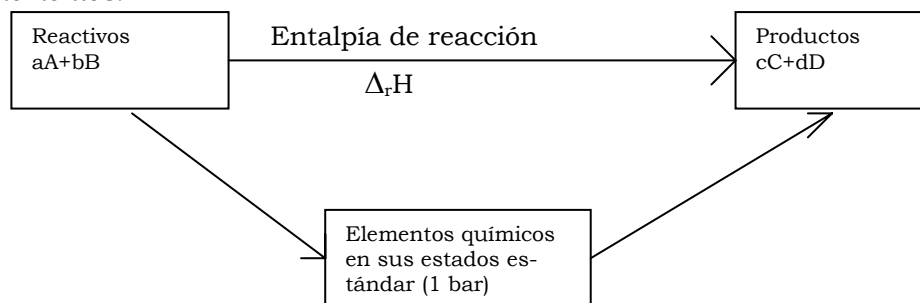 Reactivos
aA+bB
Entalpía de reacción
ΔᵣH
Productos
cC+dD
Elementos químicos
en sus estados es-
tándar (1 bar)